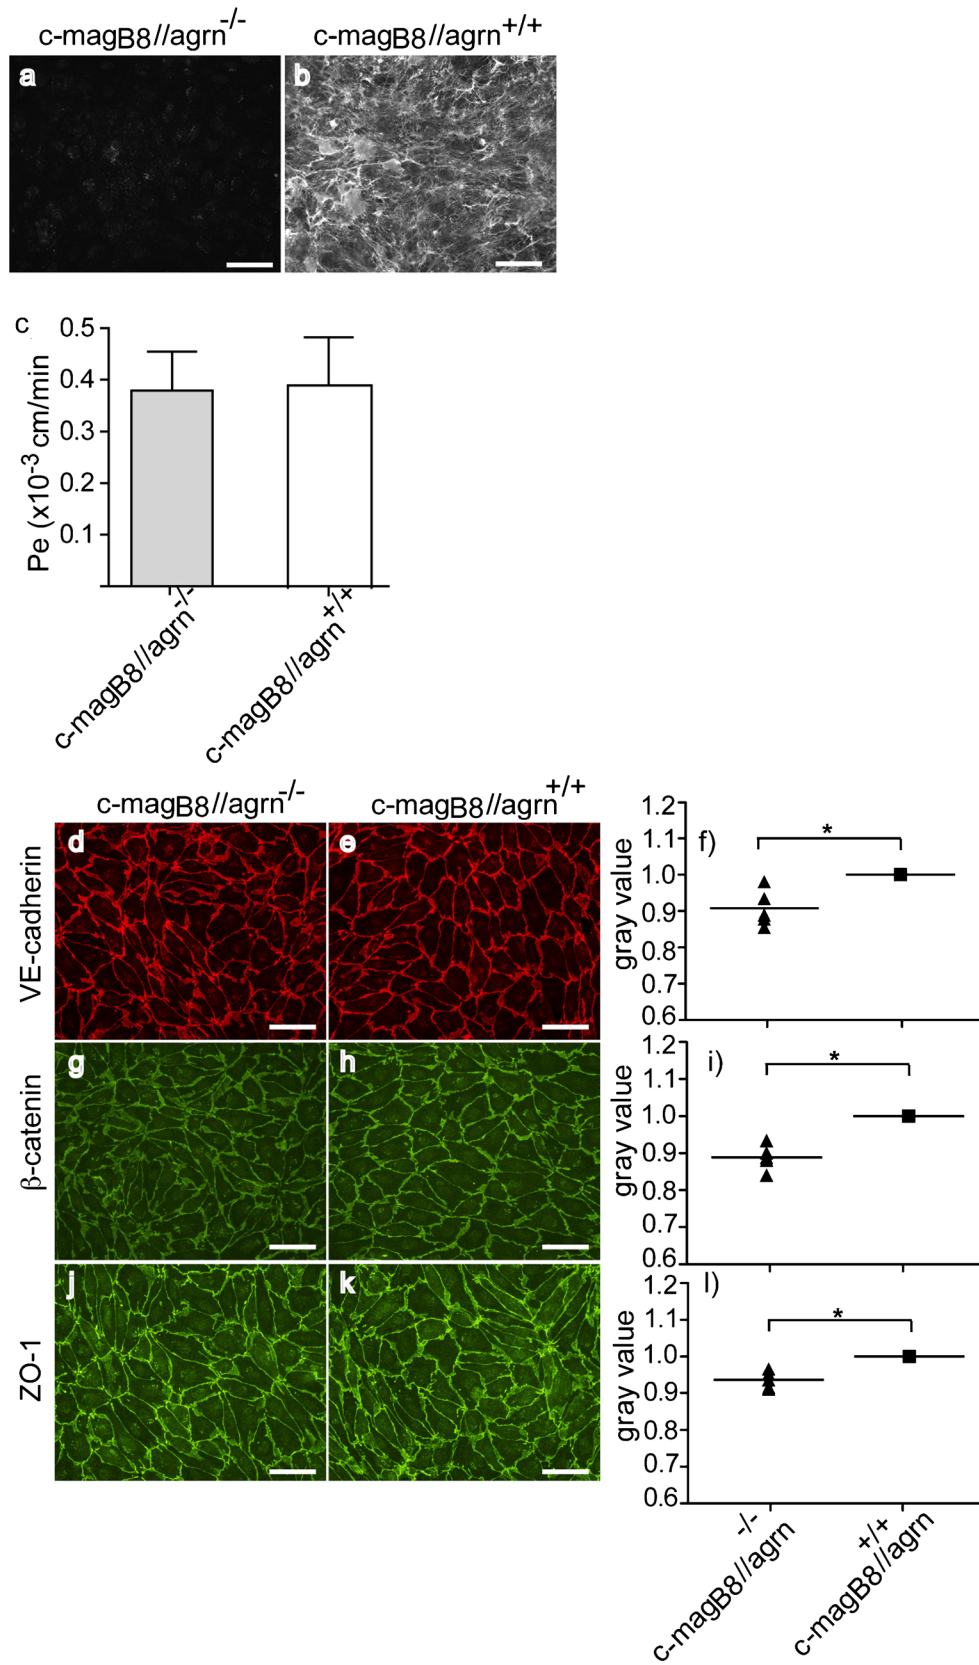 c-magB8//agrn-/- c-magB8//agrn+/+
a b
c
0.5
0.4
0.3
0.2
0.1
Pe (x10-3 cm/min
c-magB8//agrn-/- c-magB8//agrn+/+
c-magB8//agrn-/- c-magB8//agrn+/+
VE-cadherin
d e
f)
gray value
1.2
1.1
1.0
0.9
0.8
0.7
0.6
*
β-catenin
g h
i)
gray value
1.2
1.1
1.0
0.9
0.8
0.7
0.6
*
ZO-1
j k
l)
gray value
1.2
1.1
1.0
0.9
0.8
0.7
0.6
*
-/-
c-magB8//agrn
+/+
c-magB8//agrn